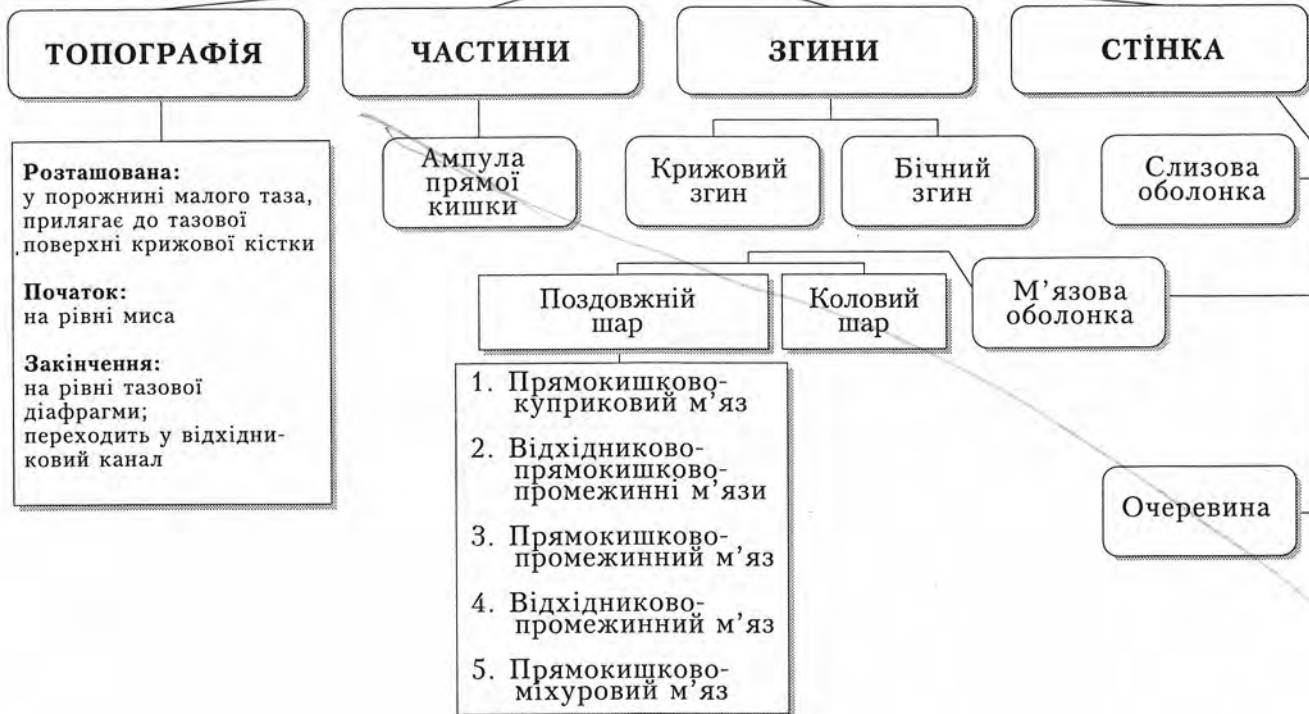 ТОПОГРАФІЯ
ЧАСТИНИ
ЗГИНИ
СТІНКА
Розташована:
у порожнині малого таза,
прилягає до тазової
поверхні крижової кістки
Початок:
на рівні миса
Закінчення:
на рівні тазової
діафрагми;
переходить у відхідни-
ковий канал
Ампула
прямої
кишки
Крижовий
згин
Бічний
згин
Слизова
оболонка
Поздовжній
шар
Коловий
шар
М’язова
оболонка
1. Прямокишково-
куприковий м’яз
2. Відхідниково-
прямокишково-
промежинні м’язи
3. Прямокишково-
промежинний м’яз
4. Відхідниково-
промежинний м’яз
5. Прямокишково-
міхуровий м’яз
Очеревина